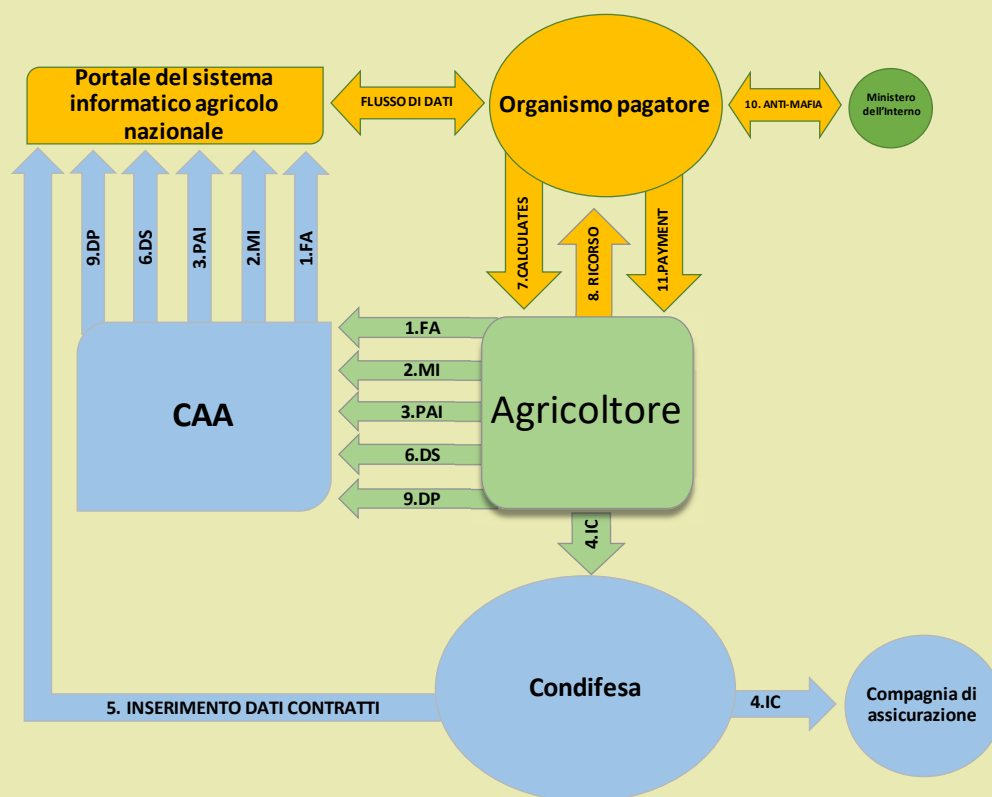 Portale del sistema
informatico agricolo
nazionale
FLUSSO DI DATI
Organismo pagatore
10. ANTI-MAFIA
Ministero
dell'Interno
9.DP
6.DS
3.PAI
2.MI
1.FA
7.CALCULATES
8. RICORSO
11.PAYMENT
CAA
1.FA
2.MI
3.PAI
6.DS
9.DP
Agricoltore
4.IC
Condifesa
5. INSERIMENTO DATI CONTRATTI
4.IC
Compagnia di
assicurazione